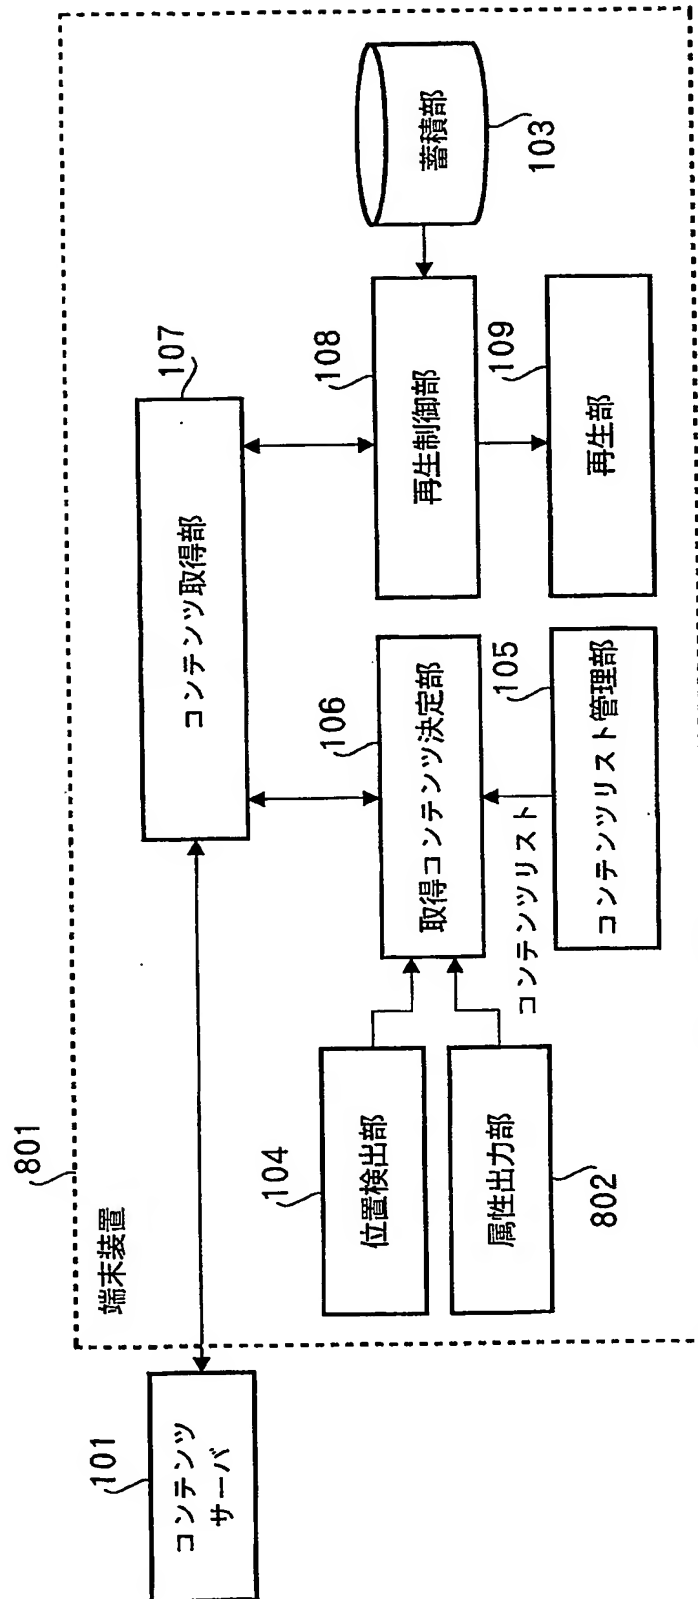 801
端末装置
101
コンテンツ
サーバ
コンテンツ取得部
107
104
位置検出部
属性出力部
802
106
取得コンテンツ決定部
コンテンツリスト
105
コンテンツリスト管理部
108
再生制御部
109
再生部
蓄積部
103